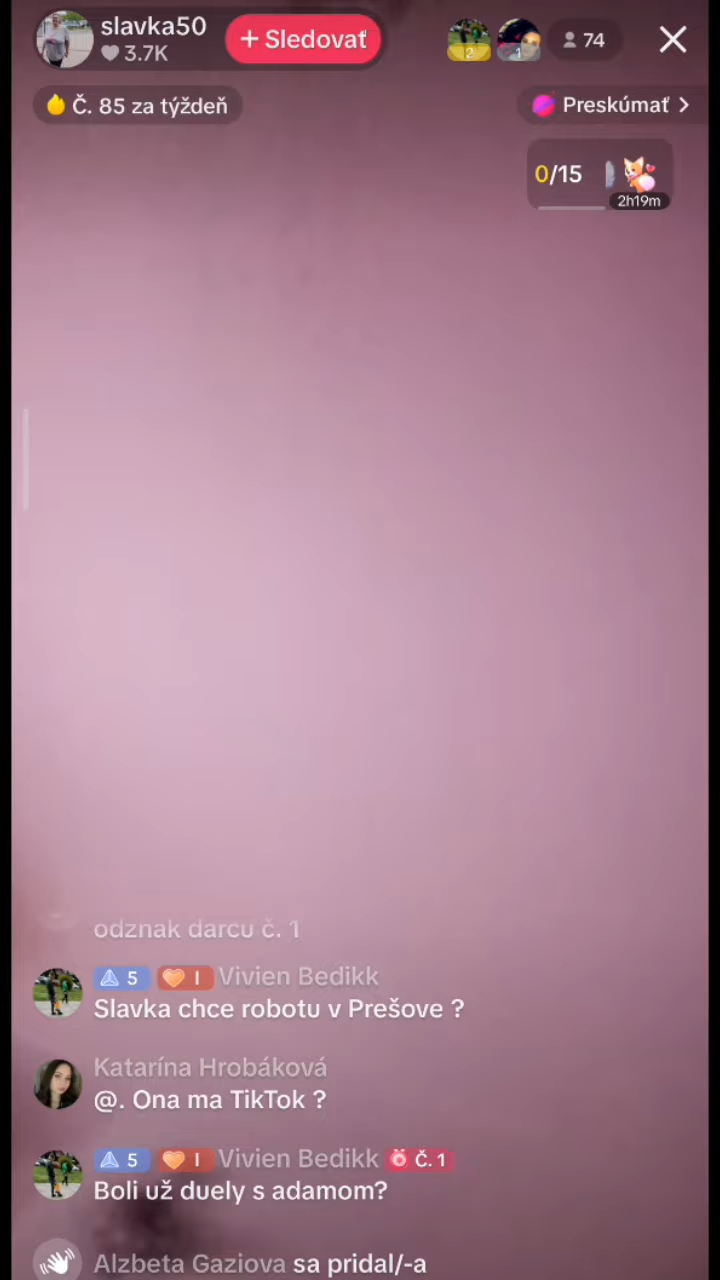 slavka50
3.7K
+ Sledovať
2
1
74
Č. 85 za týždeň
Preskúmať
0/15
2h19m
odznak darcu č. 1
5 I Vivien Bedikk
Slavka chce robotu v Prešove ?
Katarína Hrobáková
@. Ona ma TikTok ?
5 I Vivien Bedikk Č. 1
Boli už duely s adamom?
Alzbeta Gaziova sa pridal/-a